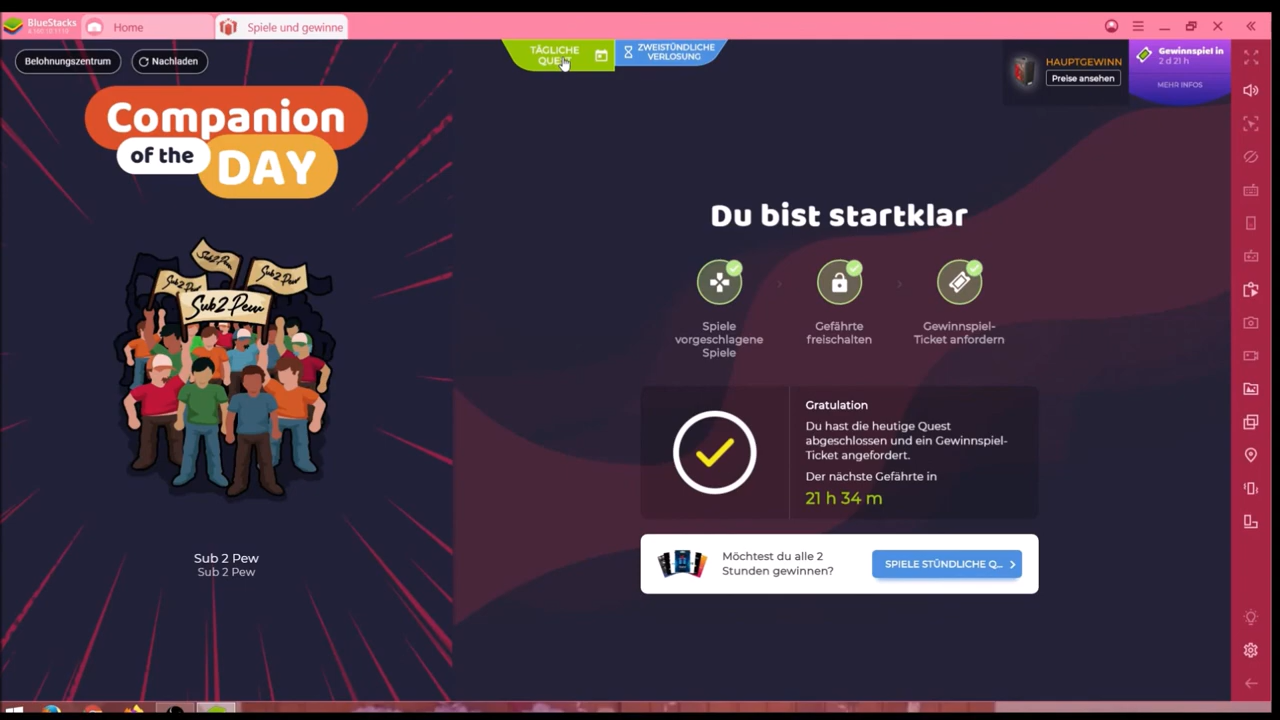 BlueStacks
Home
Spiele und gewinne
Belohnungszentrum
Nachladen
TÄGLICHE
ZWEISTÜNDLICHE
VERLOSUNG
HAUPTGEWINN
Preise ansehen
Gewinnspiel in
2 d 21 h
MEHR INFOS
Companion
of the DAY
Sub2Pew
Sub2Pew
Sub2Pew
Sub2Pew
Sub 2 Pew
Sub 2 Pew
Du bist startklar
Spiele
vorgeschlagene
Spiele
Gefährte
freischalten
Gewinnspiel-
Ticket anfordern
Gratulation
Du hast die heutige Quest
abgeschlossen und ein Gewinnspiel-
Ticket angefordert.
Der nächste Gefährte in
21 h 34 m
Möchtest du alle 2
Stunden gewinnen?
SPIELE STÜNDLICHE Q...